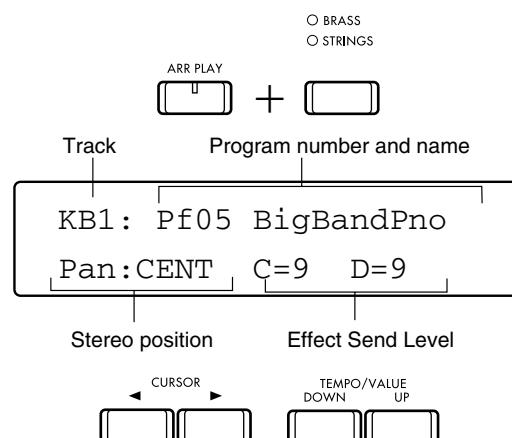 BRASS
STRINGS
ARR PLAY
+
Track Program number and name
KB1: Pf05 BigBandPno
Pan:CENT C=9 D=9
Stereo position Effect Send Level
CURSOR TEMPO/VALUE
DOWN UP